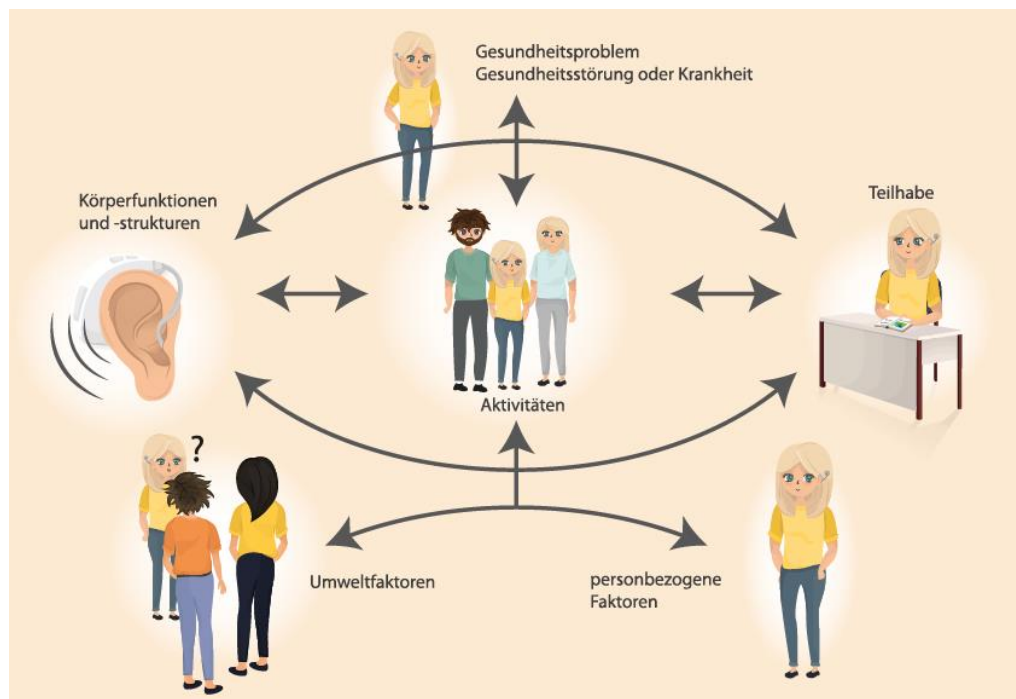 Gesundheitsproblem
Gesundheitsstörung oder Krankheit
Körperfunktionen
und -strukturen
Teilhabe
Aktivitäten
?
Umweltfaktoren
personbezogene
Faktoren